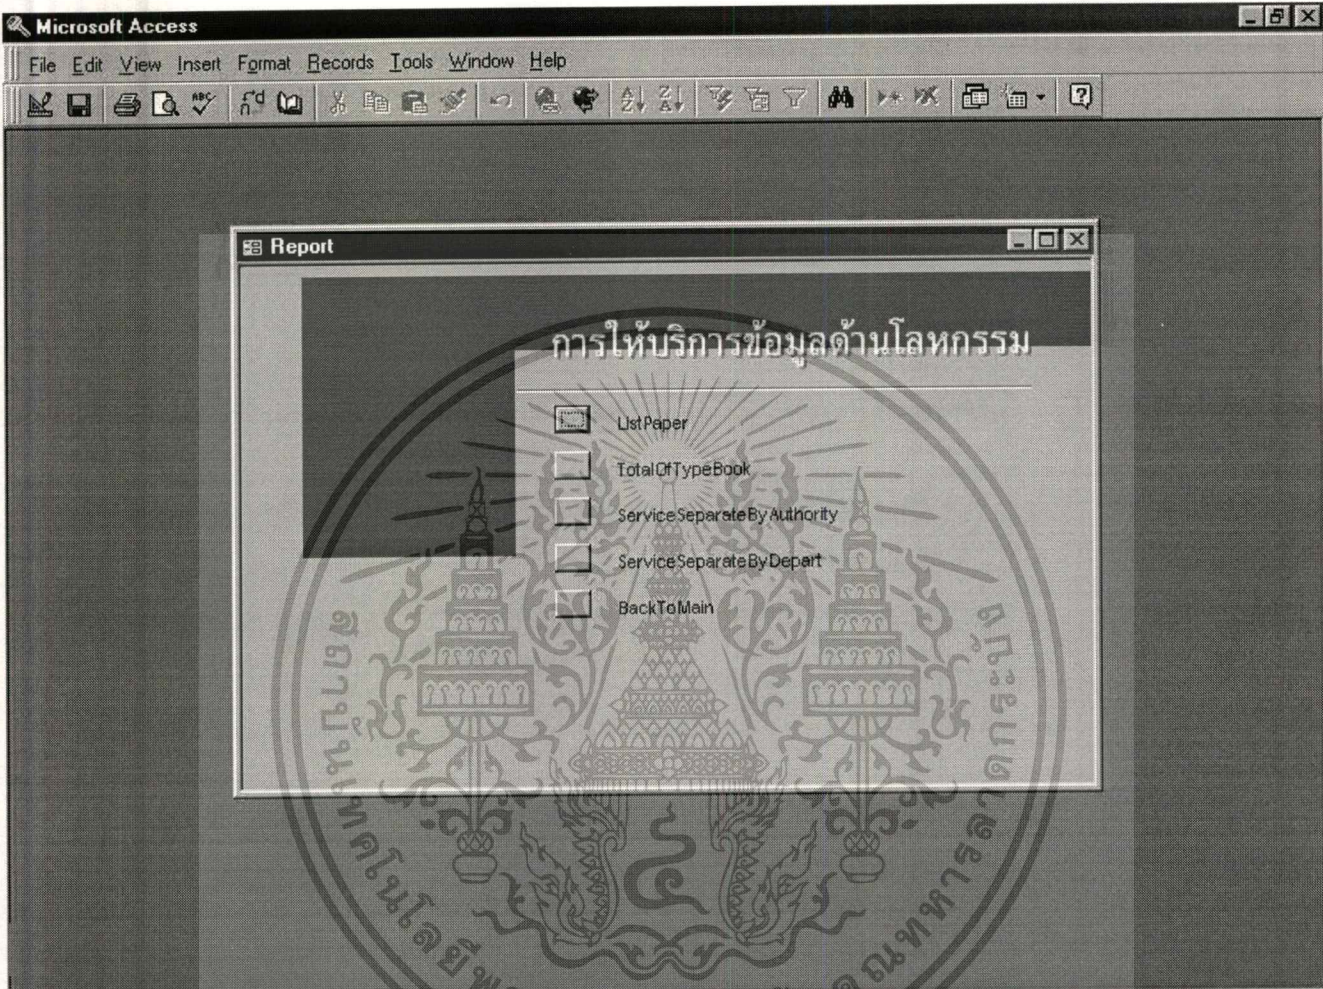 Microsoft Access
File Edit View Insert Format Records Tools Window Help
Report
การให้บริการข้อมูลด้านโลหกรรม
ListPaper
TotalOfTypeBook
ServiceSeparateByAuthority
ServiceSeparateByDepart
BackToMain